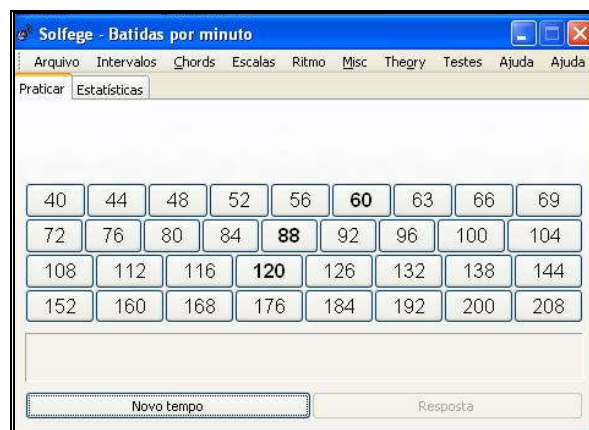 Solfege - Batidas por minuto
Arquivo Intervalos Chords Escalas Ritmo Misc Theory Testes Ajuda Ajuda
Praticar Estatísticas
40 44 48 52 56 60 63 66 69
72 76 80 84 88 92 96 100 104
108 112 116 120 126 132 138 144
152 160 168 176 184 192 200 208
Novo tempo Resposta